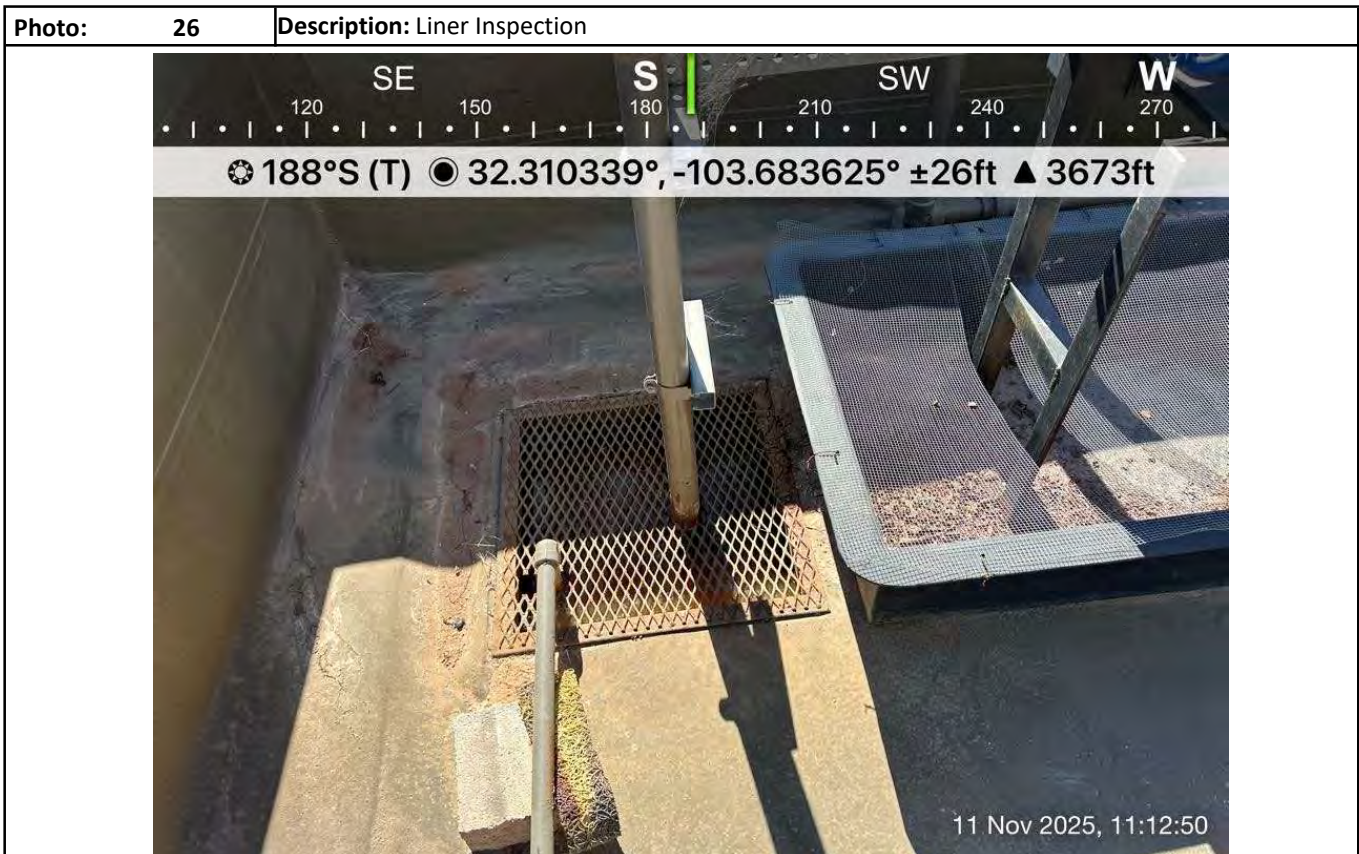 Photo: 26 Description: Liner Inspection
SE S SW W
120 150 180 210 240 270
188°S (T) 32.310339°, -103.683625° ±26ft ▲ 3673ft
11 Nov 2025, 11:12:50